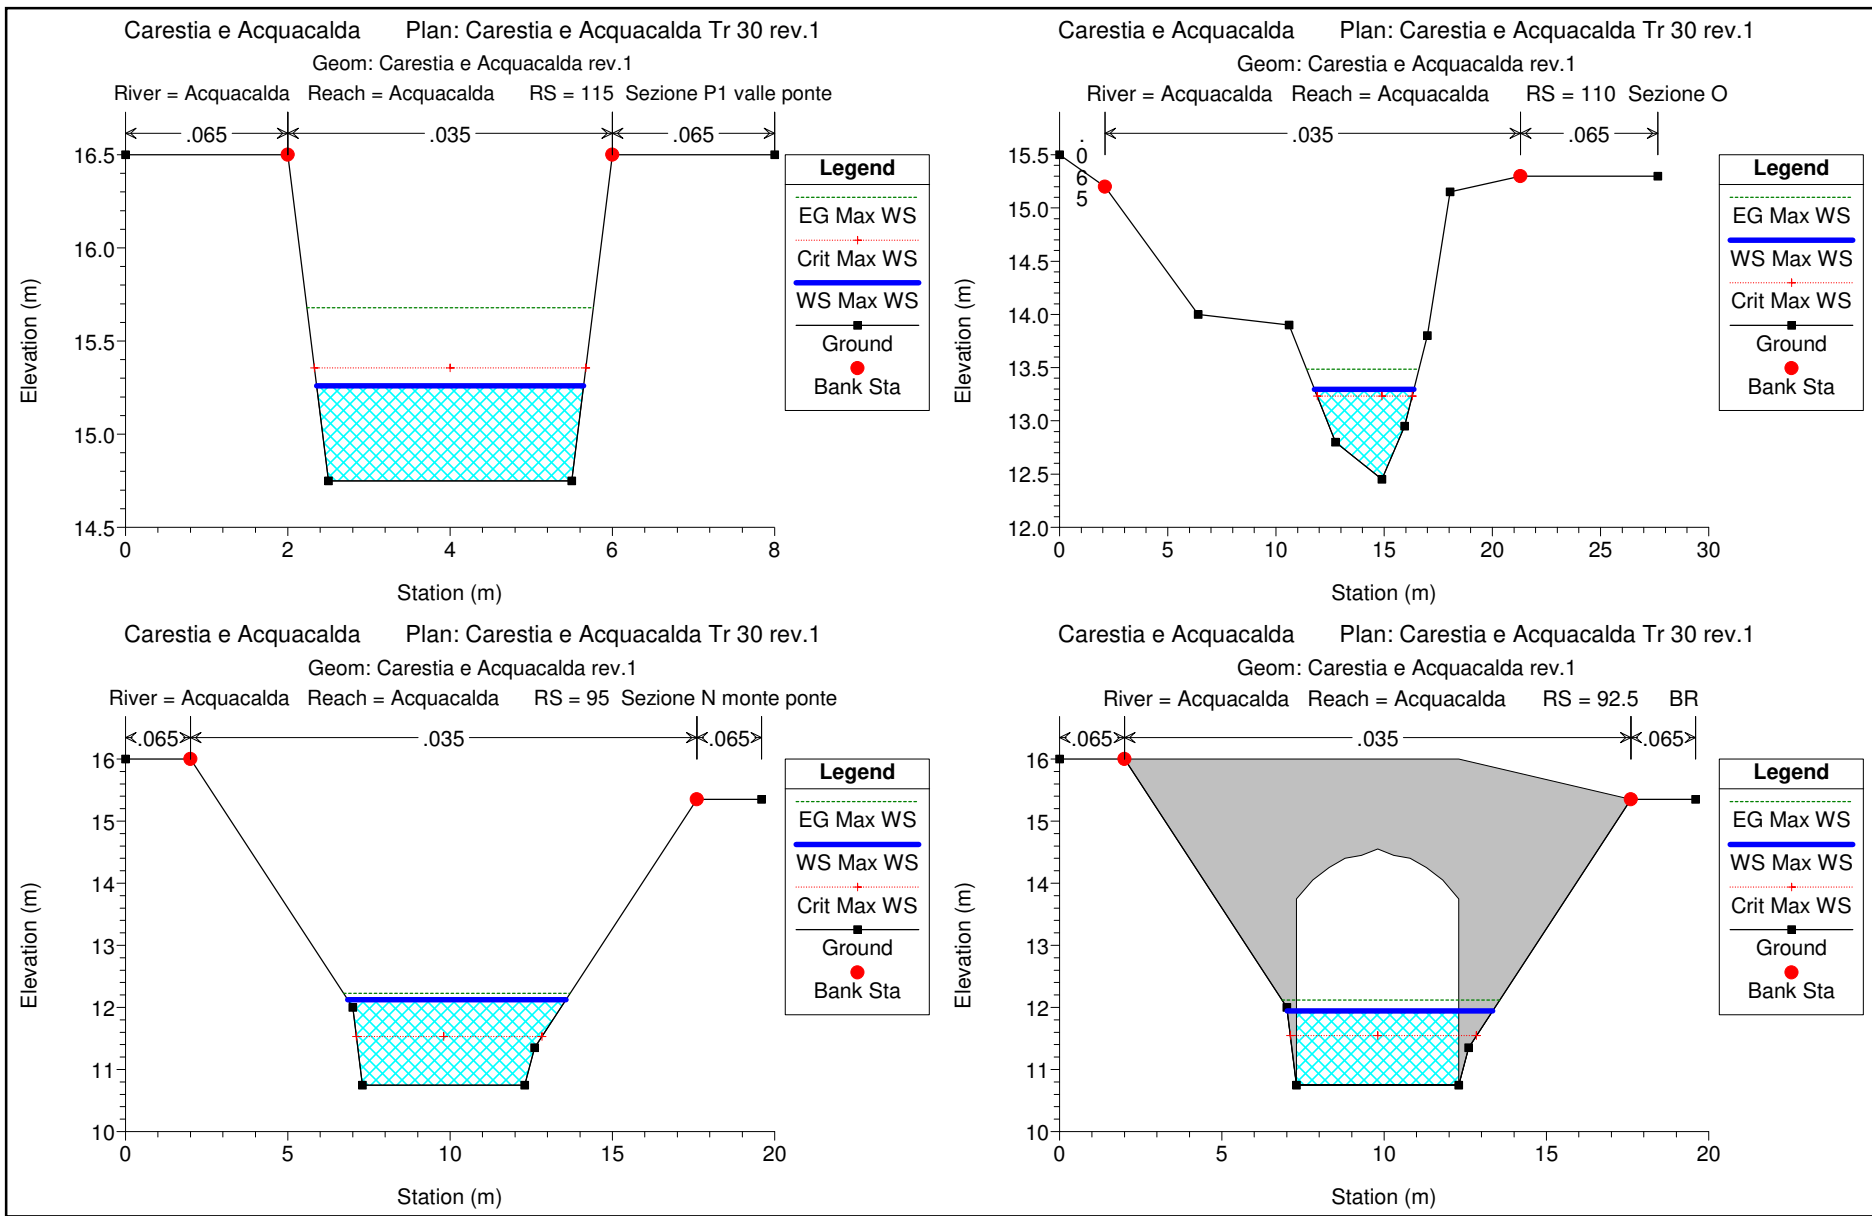 Carestia e Acquacalda Plan: Carestia e Acquacalda Tr 30 rev.1
Geom: Carestia e Acquacalda rev.1
River = Acquacalda Reach = Acquacalda RS = 115 Sezione P1 valle ponte
.065 .035 .065
16.5
16.0
15.5
15.0
14.5
0 2 4 6 8
Elevation (m)
Station (m)
Legend
EG Max WS
Crit Max WS
WS Max WS
Ground
Bank Sta
Carestia e Acquacalda Plan: Carestia e Acquacalda Tr 30 rev.1
Geom: Carestia e Acquacalda rev.1
River = Acquacalda Reach = Acquacalda RS = 110 Sezione O
.065 .035 .065
15.5
15.0
14.5
14.0
13.5
13.0
12.5
12.0
0 5 10 15 20 25 30
Elevation (m)
Station (m)
Legend
EG Max WS
WS Max WS
Crit Max WS
Ground
Bank Sta
Carestia e Acquacalda Plan: Carestia e Acquacalda Tr 30 rev.1
Geom: Carestia e Acquacalda rev.1
River = Acquacalda Reach = Acquacalda RS = 95 Sezione N monte ponte
.065 .035 .065
16
15
14
13
12
11
10
0 5 10 15 20
Elevation (m)
Station (m)
Legend
EG Max WS
WS Max WS
Crit Max WS
Ground
Bank Sta
Carestia e Acquacalda Plan: Carestia e Acquacalda Tr 30 rev.1
Geom: Carestia e Acquacalda rev.1
River = Acquacalda Reach = Acquacalda RS = 92.5 BR
.065 .035 .065
16
15
14
13
12
11
10
0 5 10 15 20
Elevation (m)
Station (m)
Legend
EG Max WS
WS Max WS
Crit Max WS
Ground
Bank Sta